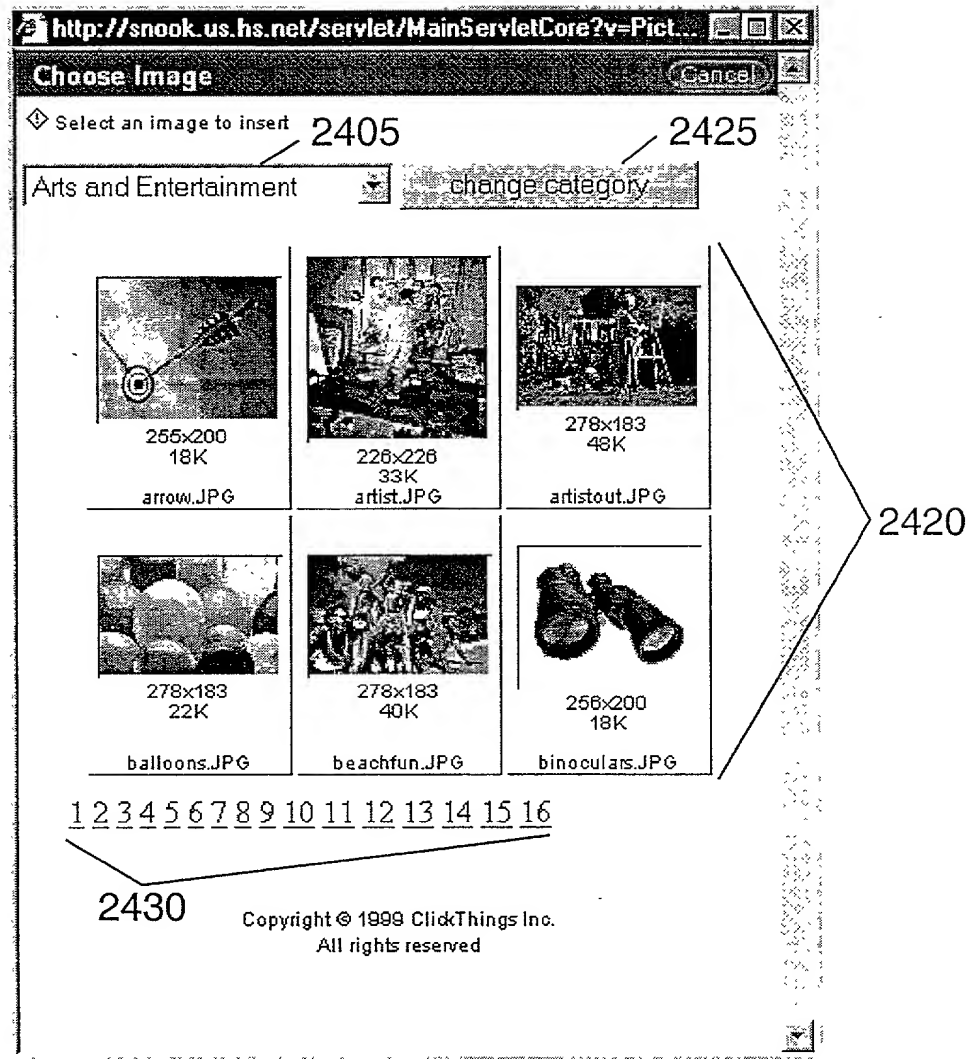 http://snook.us.hs.net/servlet/MainServletCore?v=Pict...
Choose Image Cancel
Select an image to insert 2405 2425
Arts and Entertainment change category
255x200 226x226 278x183
18K 33K 48K
arrow.JPG artist.JPG artistout.JPG
2420
278x183 278x183 256x200
22K 40K 18K
balloons.JPG beachfun.JPG binoculars.JPG
1 2 3 4 5 6 7 8 9 10 11 12 13 14 15 16
2430
Copyright © 1999 ClickThings Inc.
All rights reserved